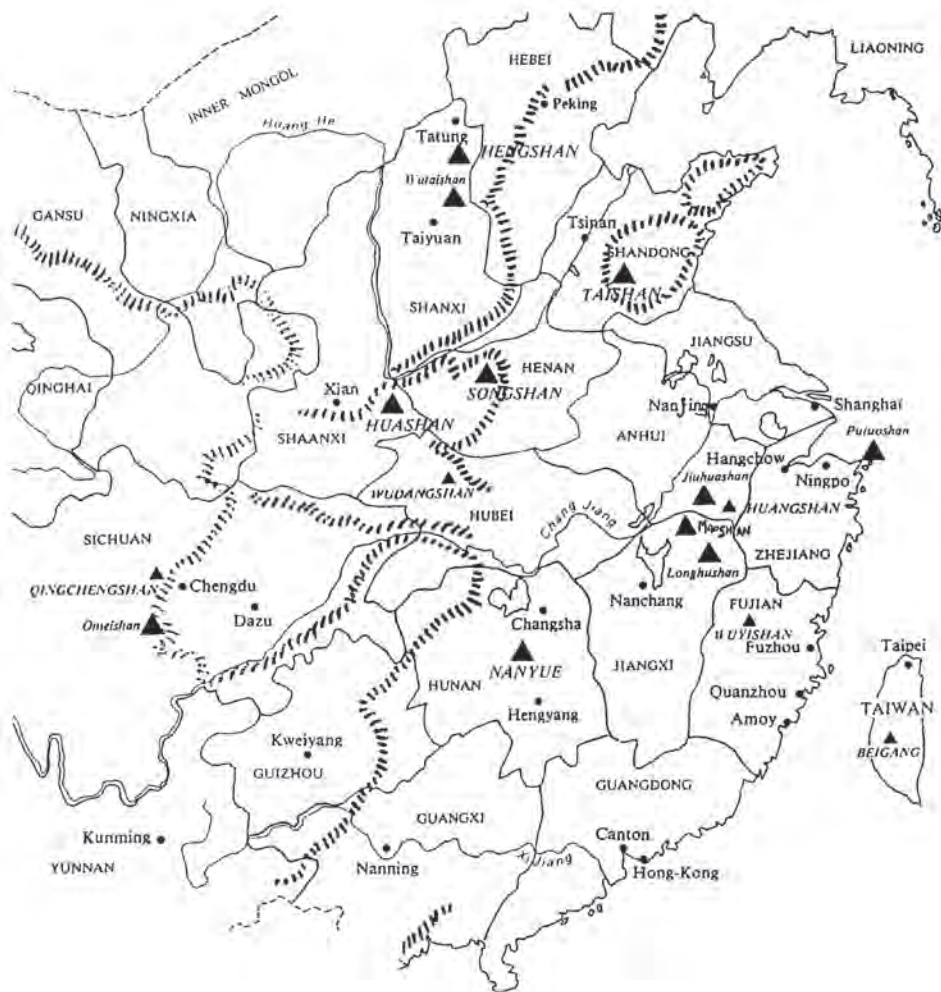 LIAONING
HEBEI
INNER MONGOL
Peking
Huang He
Tatung
HENGSHAN
Wutaishan
GANSU
NINGXIA
Taiyuan
Tsinan
SHANDONG
TAISHAN
SHANXI
JIANGSU
QINGHAI
HENAN
Xian
SONGSHAN
Nanjing
Shanghai
HUASHAN
SHAANXI
ANHUI
Putuoshan
Hangchow
Jiuhuashan
Ningpo
WUDANGSHAN
HUANGSHAN
HUBEI
Chang Jiang
MAOSHAN
SICHUAN
ZHEJIANG
Longhushan
QINGCHENGSHAN
Chengdu
Nanchang
Dazu
Omeishan
Changsha
FUJIAN
WUYISHAN
Fuzhou
Taipei
NANYUE
JIANGXI
HUNAN
Quanzhou
TAIWAN
Hengyang
Amoy
Kweiyang
BEIGANG
GUIZHOU
GUANGDONG
GUANGXI
Kunming
Canton
YUNNAN
Nanning
Xi Jiang
Hong-Kong